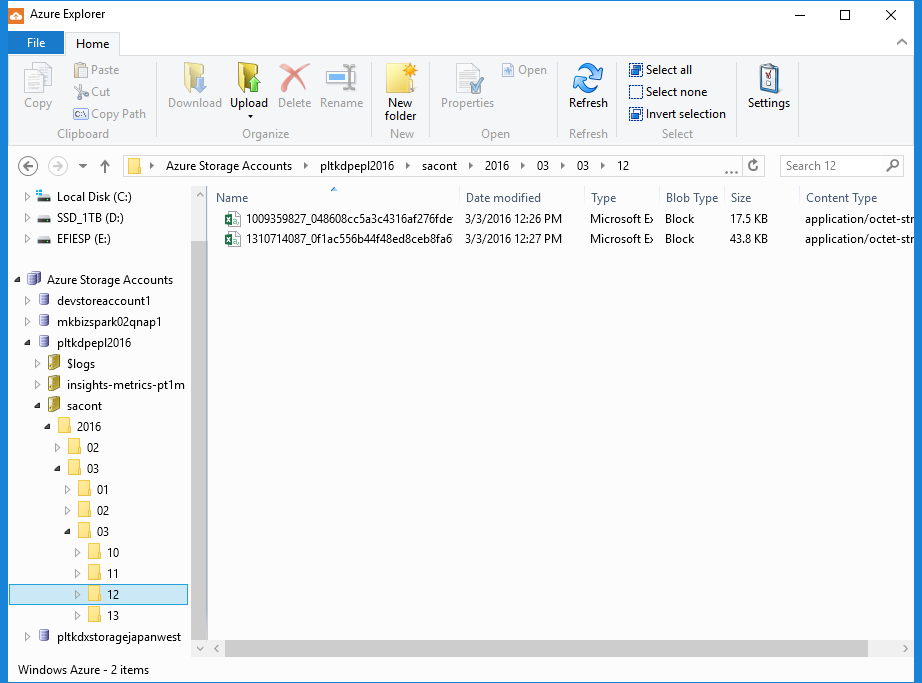 Azure Explorer
File Home
Copy
Paste
Cut
Copy Path
Clipboard
Download Upload Delete Rename
Organize
New folder
New
Properties
Open
Open
Refresh
Refresh
Select all
Select none
Invert selection
Select
Settings
Azure Storage Accounts pltkdpepl2016 sacont 2016 03 03 12 ...
Search 12
Local Disk (C:)
SSD_1TB (D:)
EFIESP (E:)
Azure Storage Accounts
devstoreaccount1
mkbizspark02qnap1
pltkdpepl2016
$logs
insights-metrics-pt1m
sacont
2016
02
03
01
02
03
10
11
12
13
pltkdxstoragejapanwest
Name Date modified Type Blob Type Size Content Type
1009359827_048608cc5a3c4316af276fde 3/3/2016 12:26 PM Microsoft Ex Block 17.5 KB application/octet-str
1310714087_0f1ac556b44f48ed8ceb8fa6 3/3/2016 12:27 PM Microsoft Ex Block 43.8 KB application/octet-str
Windows Azure - 2 items